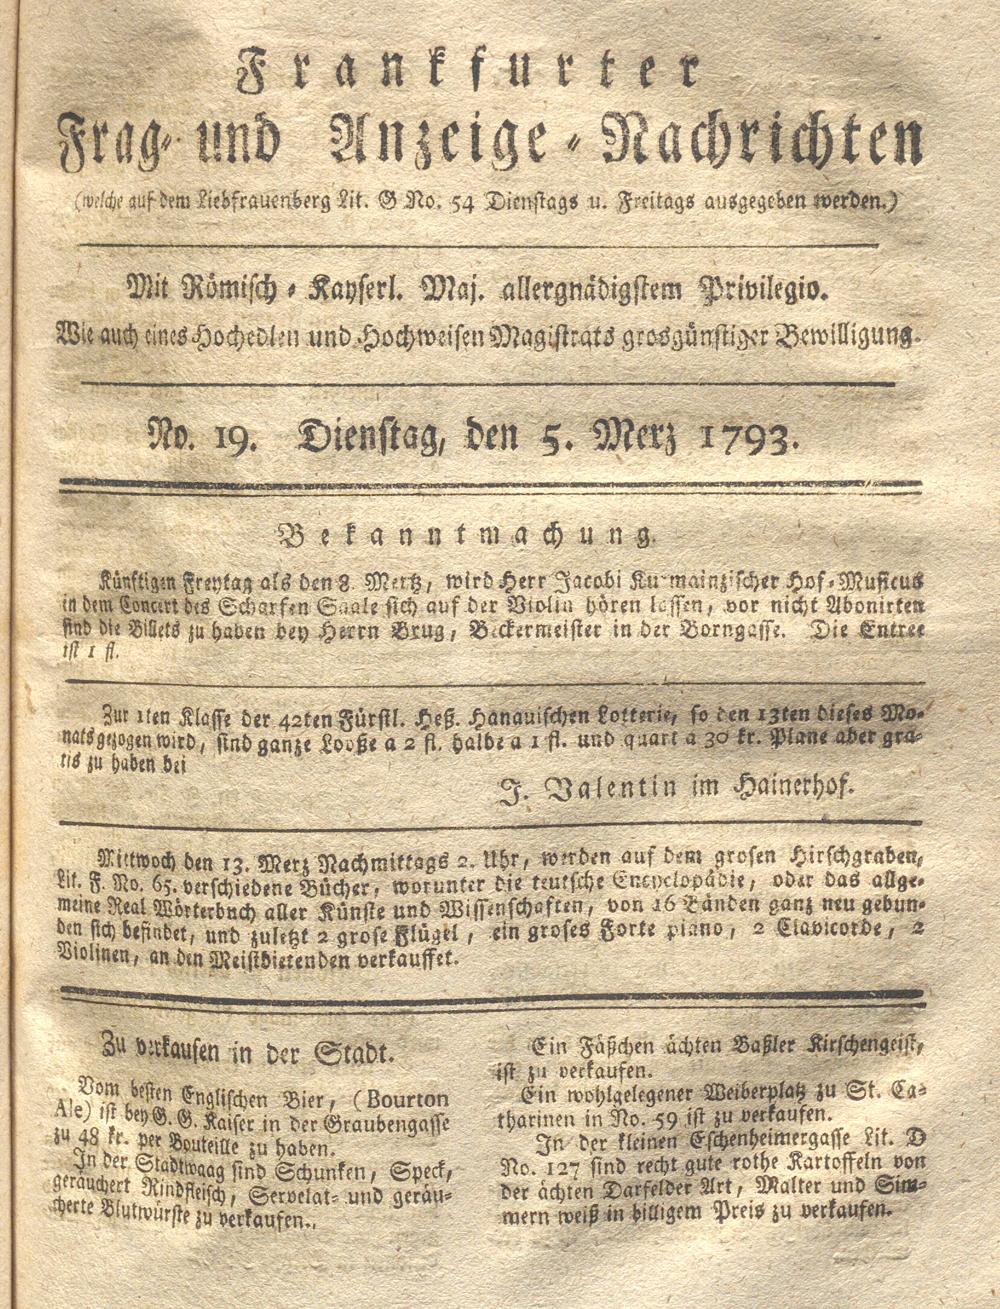 Frankfurter
Frag- und Anzeige-Nachrichten
(welche auf dem Liebfrauenberg Lit. G No. 54 Dienstags u. Freitags ausgegeben werden.)
Mit Römisch-Kayserl. Maj. allergnädigstem Privilegio.
Wie auch eines Hochedlen und Hochweisen Magistrats grosgünstiger Bewilligung.
No. 19. Dienstag, den 5. Merz 1793.
Bekanntmachung.
Künftigen Freytag als den 8. Mertz, wird Herr Jacobi Kurmainzischer Hof-Musicus
in dem Concert des Scharfen Saale sich auf der Violin hören lassen, vor nicht Abonirten
sind die Billets zu haben bey Herrn Brug, Beckermeister in der Borngasse. Die Entree
ist 1 fl.
Zur 1ten Klasse der 42ten Fürstl. Heß. Hanauischen Lotterie, so den 13ten dieses Mo-
nats gezogen wird, sind ganze Looße a 2 fl. halbe a 1 fl. und quart a 30 kr. Plane aber gra-
tis zu haben bei
J. Valentin im Hainerhof.
Mittwoch den 13. Merz Nachmittags 2. Uhr, werden auf dem grosen Hirschgraben,
Lit. F. No. 65. verschiedene Bücher, worunter die teutsche Encyclopädie, oder das allge-
meine Real Wörterbuch aller Künste und Wissenschaften, von 16 Bänden ganz neu gebun-
den sich befindet, und zuletzt 2 grose Flügel, ein groses Forte piano, 2 Clavicorde, 2
Violinen, an den Meistbietenden verkauffet.
Zu verkaufen in der Stadt.
Vom besten Englischen Bier, (Bourton
Ale) ist bey G. G. Kaiser in der Graubengasse
zu 48 kr. per Bouteille zu haben.
In der Stadtwaag sind Schunken, Speck,
geräuchert Rindfleisch, Servelat- und geräu-
cherte Blutwürste zu verkaufen.
Ein Fäßchen ächten Baßler Kirschengeist,
ist zu verkaufen.
Ein wohlgelegener Weiberplatz zu St. Ca-
tharinen in No. 59 ist zu verkaufen.
In der kleinen Eschenheimergasse Lit. D
No. 127 sind recht gute rothe Kartoffeln von
der ächten Darfelder Art, Malter und Sim-
mern weiß in billigem Preis zu verkaufen.